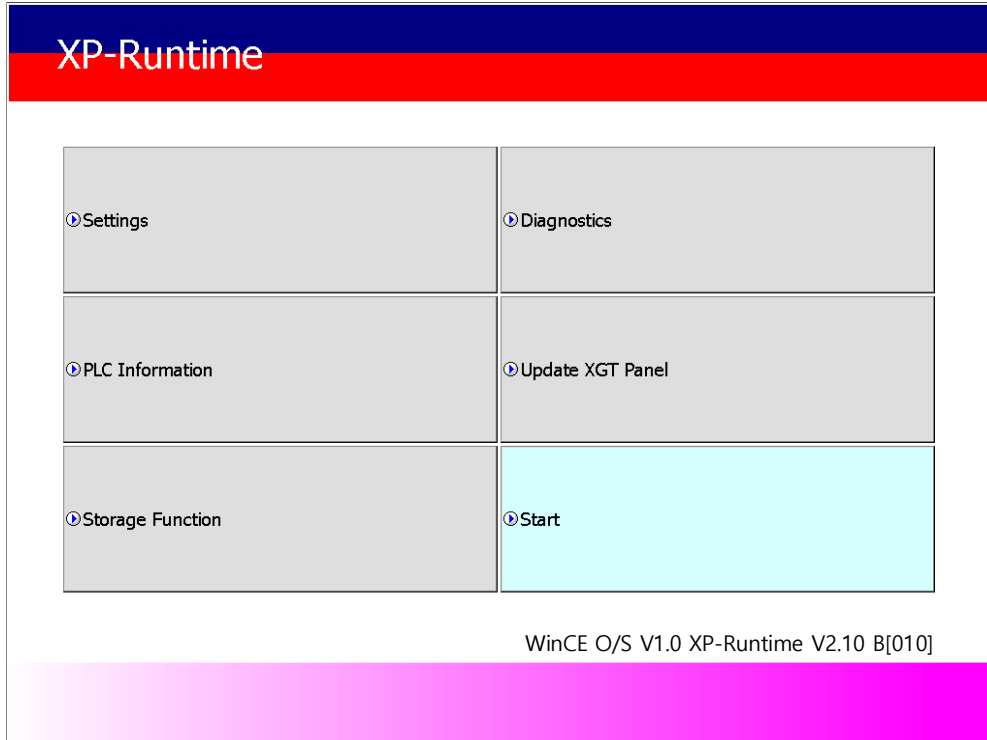 XP-Runtime
Settings
Diagnostics
PLC Information
Update XGT Panel
Storage Function
Start
WinCE O/S V1.0 XP-Runtime V2.10 B[010]